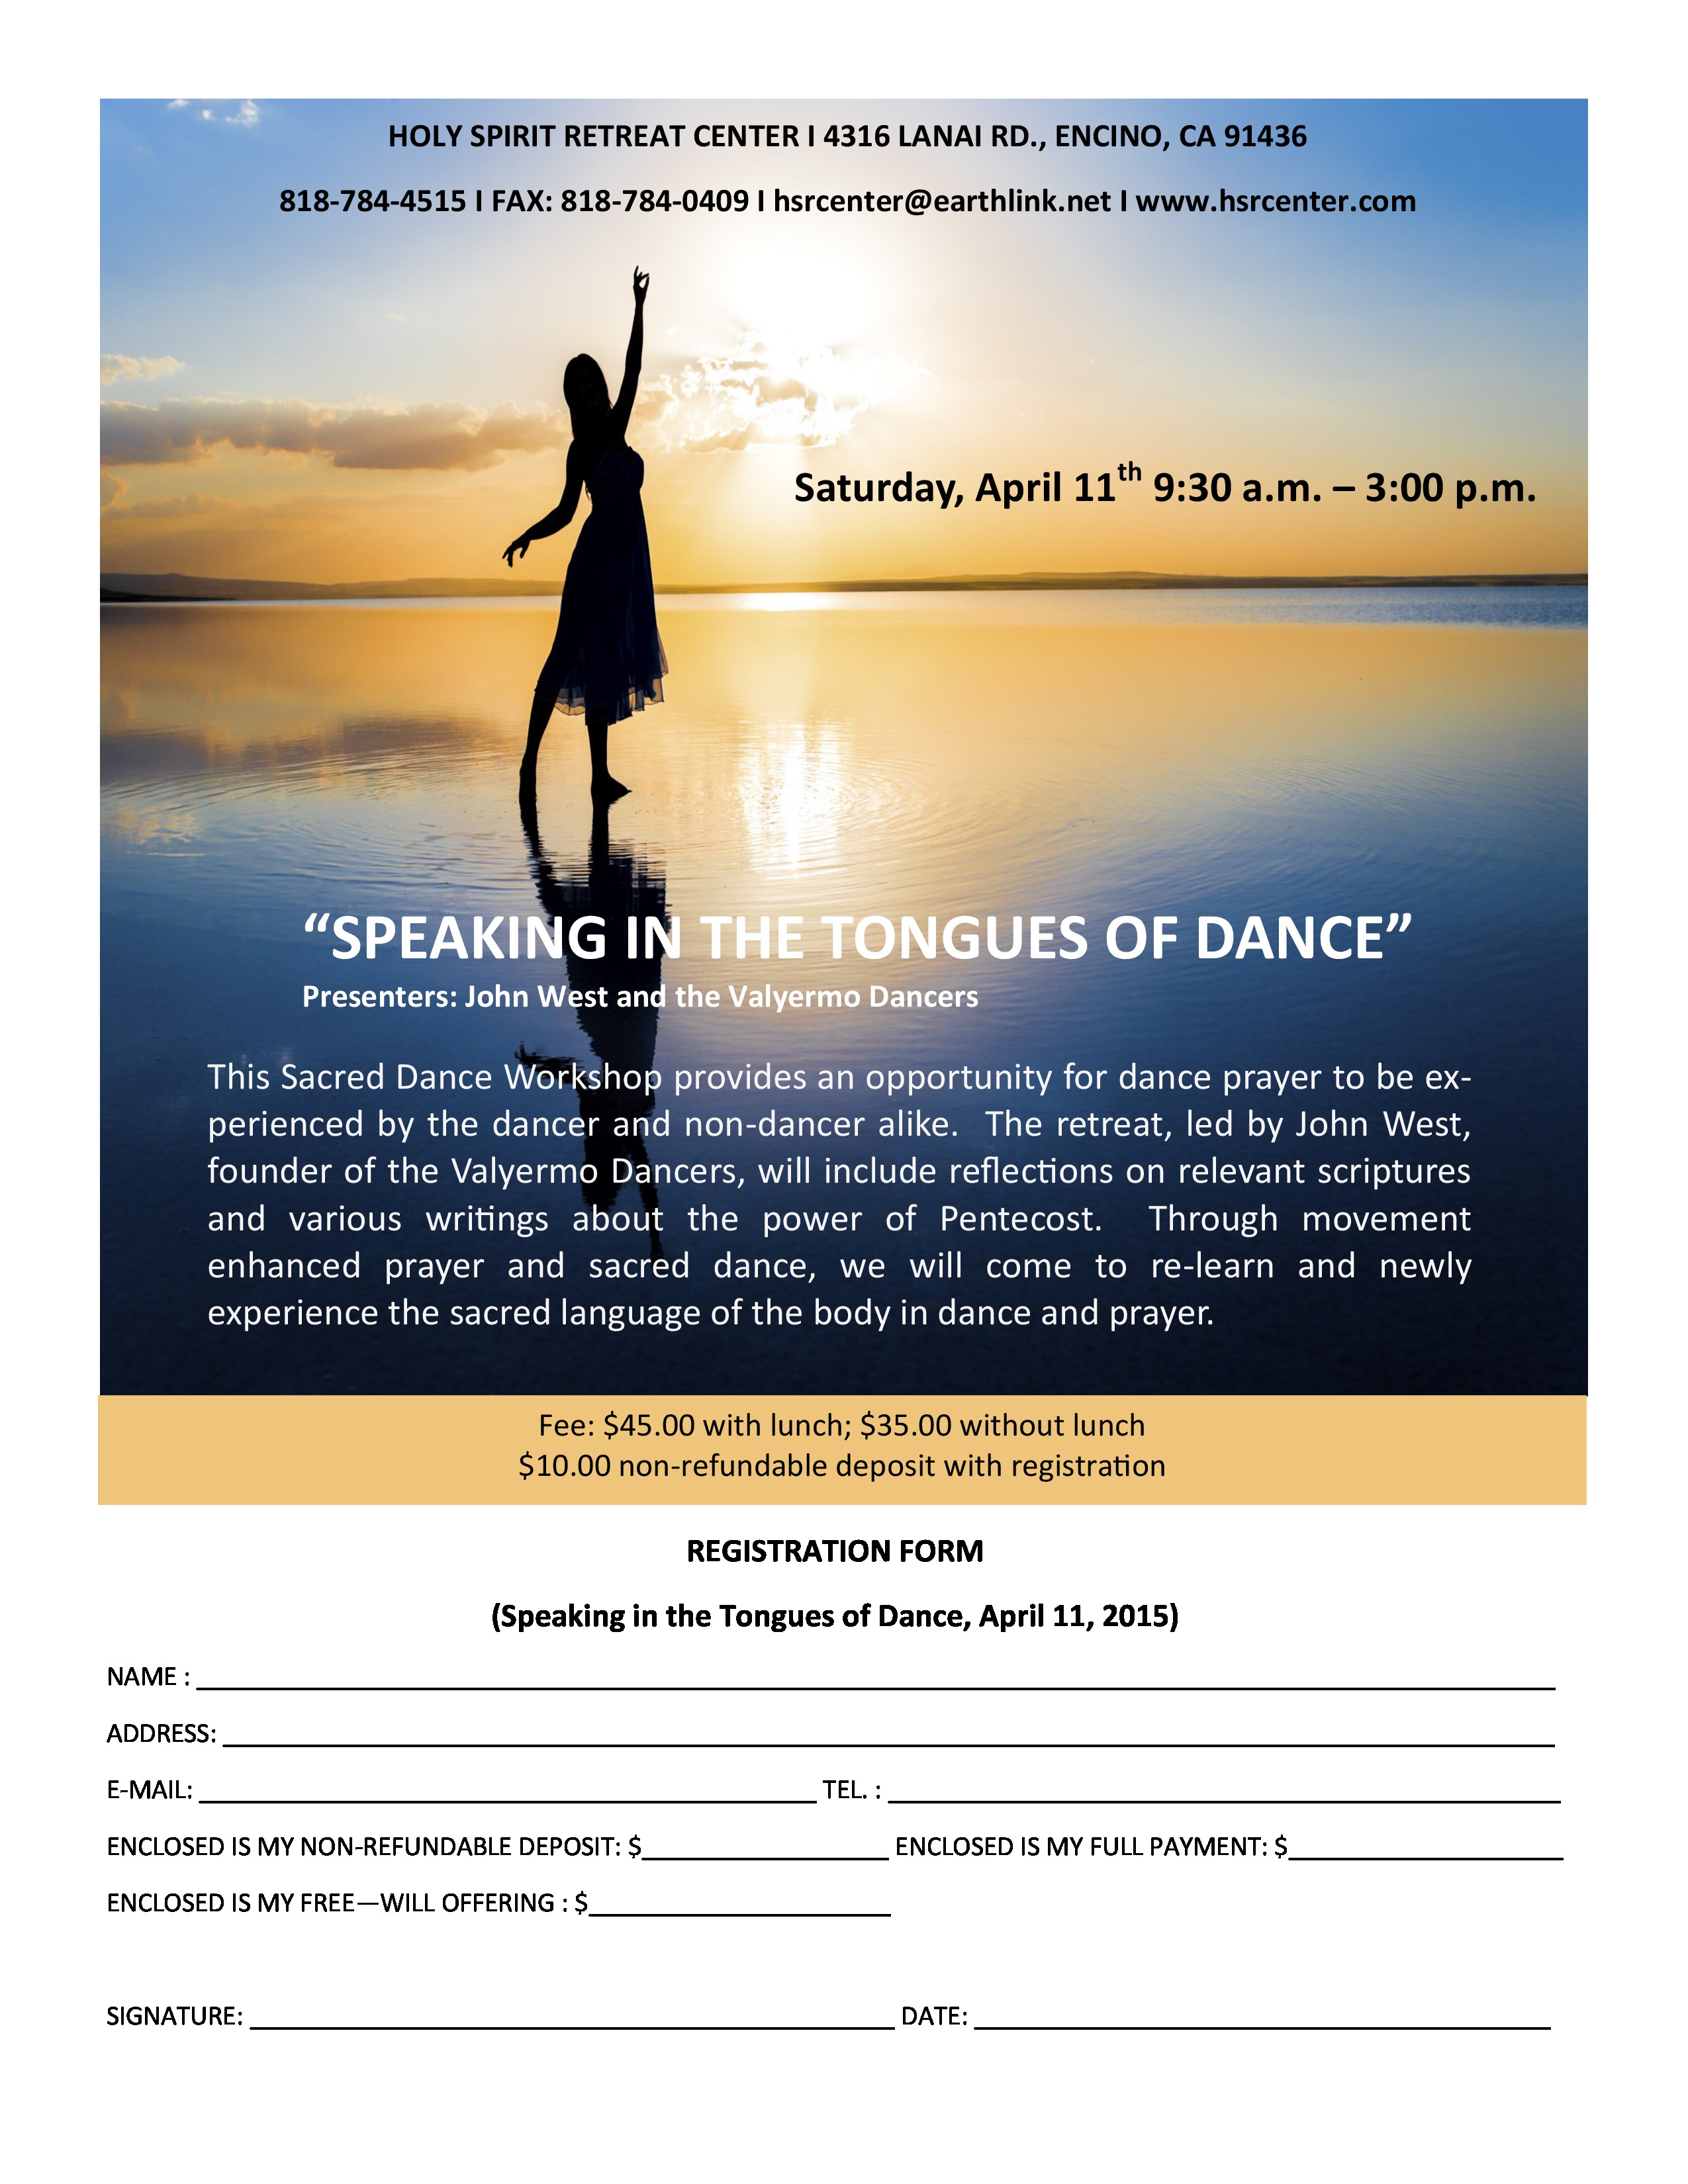 HOLY SPIRIT RETREAT CENTER I 4316 LANAI RD., ENCINO, CA 91436
818-784-4515 I FAX: 818-784-0409 I hsrcenter@earthlink.net I www.hsrcenter.com
Saturday, April 11th 9:30 a.m. – 3:00 p.m.
“SPEAKING IN THE TONGUES OF DANCE”
Presenters: John West and the Valyermo Dancers
This Sacred Dance Workshop provides an opportunity for dance prayer to be ex-
perienced by the dancer and non-dancer alike.  The retreat, led by John West,
founder of the Valyermo Dancers, will include reflections on relevant scriptures
and various writings about the power of Pentecost.  Through movement
enhanced prayer and sacred dance, we will come to re-learn and newly
experience the sacred language of the body in dance and prayer.
Fee: $45.00 with lunch; $35.00 without lunch
$10.00 non-refundable deposit with registration
REGISTRATION FORM
(Speaking in the Tongues of Dance, April 11, 2015)
NAME :
ADDRESS:
E-MAIL: TEL. :
ENCLOSED IS MY NON-REFUNDABLE DEPOSIT: $ ENCLOSED IS MY FULL PAYMENT: $
ENCLOSED IS MY FREE—WILL OFFERING : $
SIGNATURE: DATE: